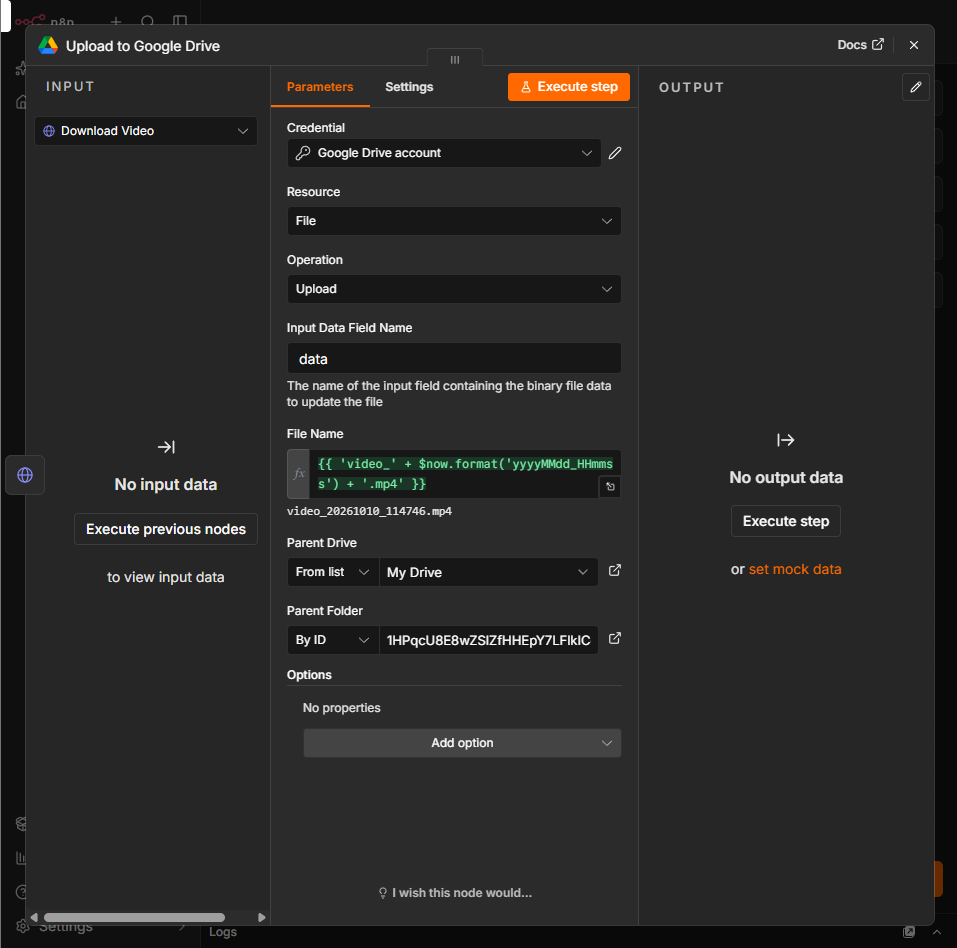 n8n
Upload to Google Drive
Docs
INPUT
Parameters
Settings
Execute step
OUTPUT
Download Video
Credential
Google Drive account
Resource
File
Operation
Upload
Input Data Field Name
data
The name of the input field containing the binary file data
to update the file
File Name
fx
{{ 'video_' + $now.format('yyyyMMdd_HHmms
s') + '.mp4' }}
video_20261010_114746.mp4
Parent Drive
From list
My Drive
Parent Folder
By ID
1HPqcU8E8wZSIZfHHEpY7LFIkIC
Options
No properties
Add option
I wish this node would...
No input data
Execute previous nodes
to view input data
No output data
Execute step
or set mock data
Settings
Logs